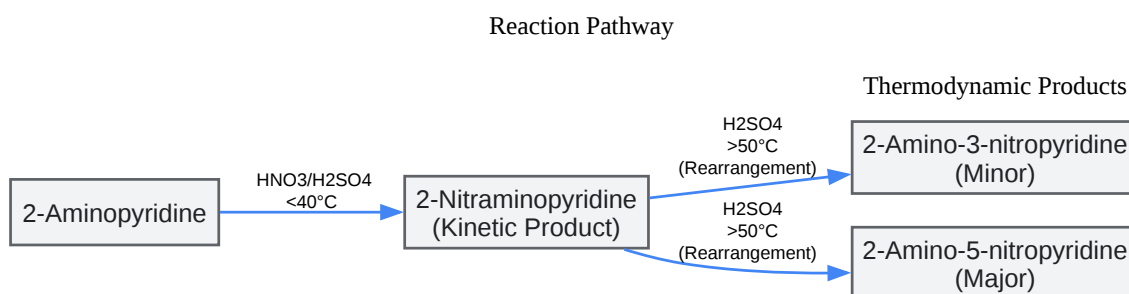 Reaction Pathway
Thermodynamic Products
2-Aminopyridine
HNO3/H2SO4
<40°C
2-Nitraminopyridine
(Kinetic Product)
H2SO4
>50°C
(Rearrangement)
2-Amino-3-nitropyridine
(Minor)
H2SO4
>50°C
(Rearrangement)
2-Amino-5-nitropyridine
(Major)